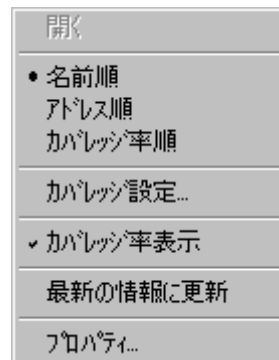 開く
名前順
アドレス順
カバレッジ率順
カバレッジ設定...
カバレッジ率表示
最新の情報に更新
プロパティ...